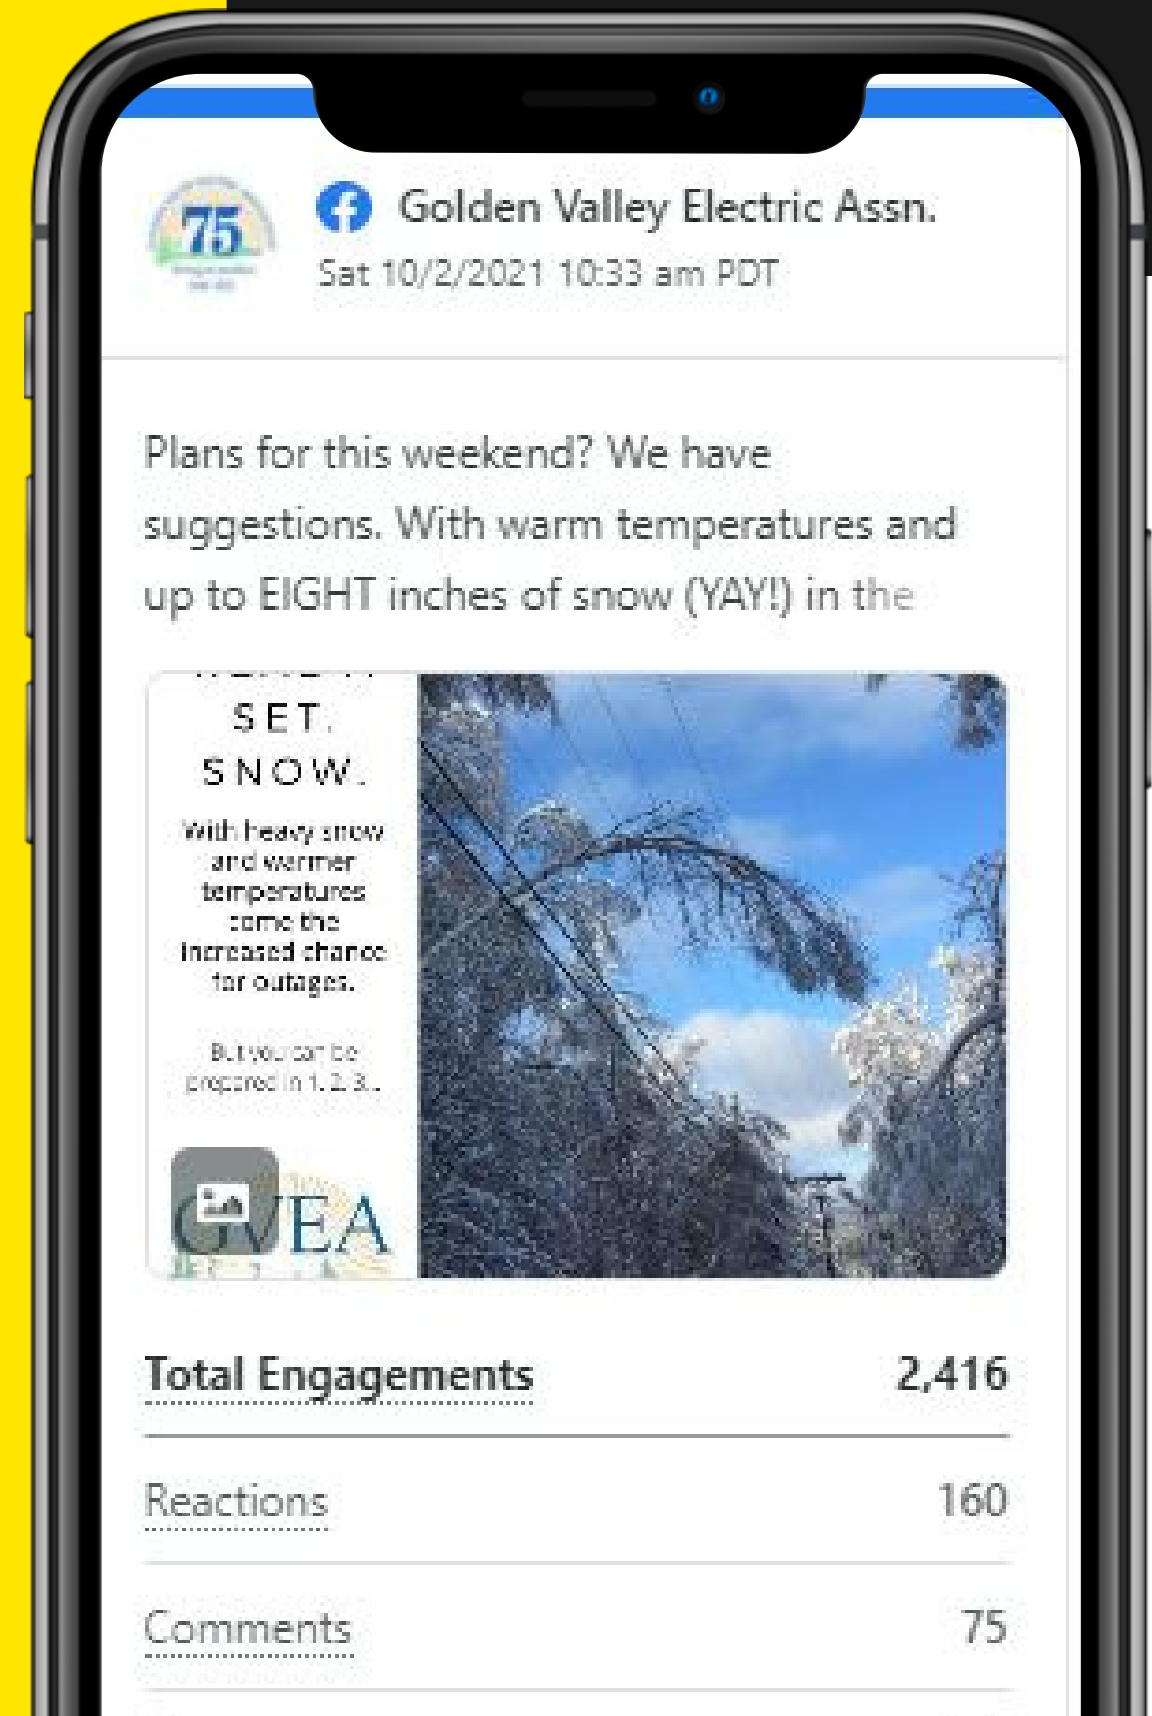 75
Golden Valley Electric Assn.
Sat 10/2/2021 10:33 am PDT
Plans for this weekend? We have
suggestions. With warm temperatures and
up to EIGHT inches of snow (YAY!) in the
SET.
SNOW.
With heavy snow
and warmer
temperatures
come the
increased chance
for outages.
But you can be
prepared in 1, 2, 3...
GVEA
Total Engagements 2,416
Reactions 160
Comments 75